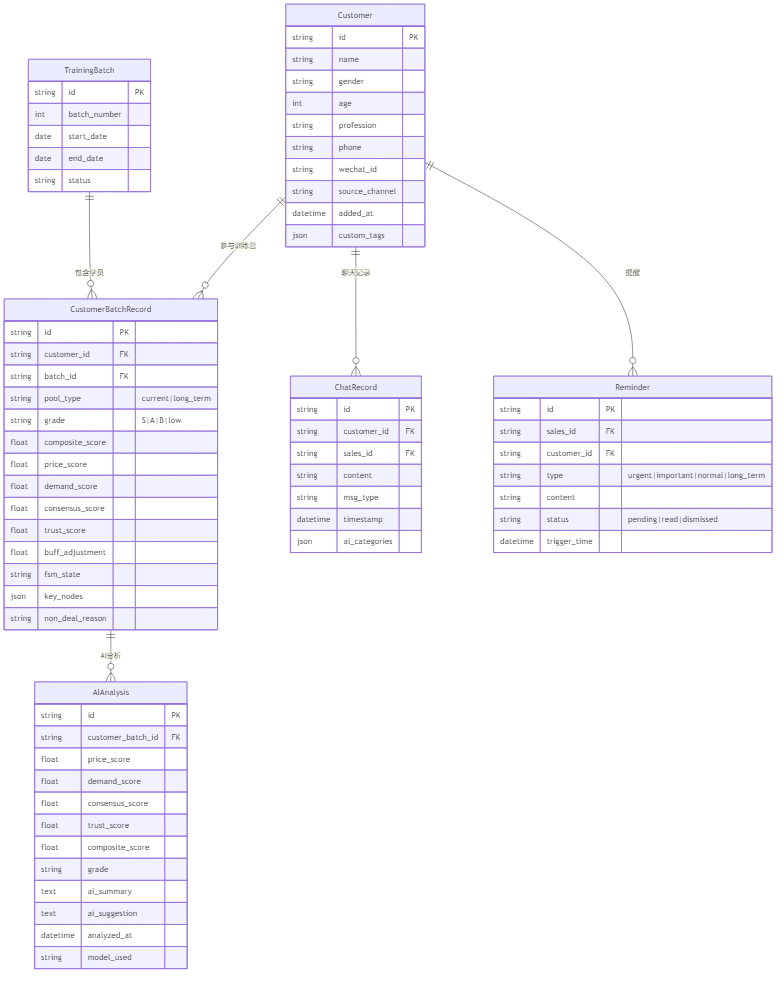 Customer
string id PK
string name
string gender
int age
string profession
string phone
string wechat_id
string source_channel
datetime added_at
json custom_tags
TrainingBatch
string id PK
int batch_number
date start_date
date end_date
string status
参与训练营
包含学员
聊天记录
提醒
CustomerBatchRecord
string id PK
string customer_id FK
string batch_id FK
string pool_type current|long_term
string grade S|A|B|low
float composite_score
float price_score
float demand_score
float consensus_score
float trust_score
float buff_adjustment
string fsm_state
json key_nodes
string non_deal_reason
ChatRecord
string id PK
string customer_id FK
string sales_id FK
string content
string msg_type
datetime timestamp
json ai_categories
Reminder
string id PK
string sales_id FK
string customer_id FK
string type urgent|important|normal|long_term
string content
string status pending|read|dismissed
datetime trigger_time
AI分析
AIAnalysis
string id PK
string customer_batch_id FK
float price_score
float demand_score
float consensus_score
float trust_score
float composite_score
string grade
text ai_summary
text ai_suggestion
datetime analyzed_at
string model_used